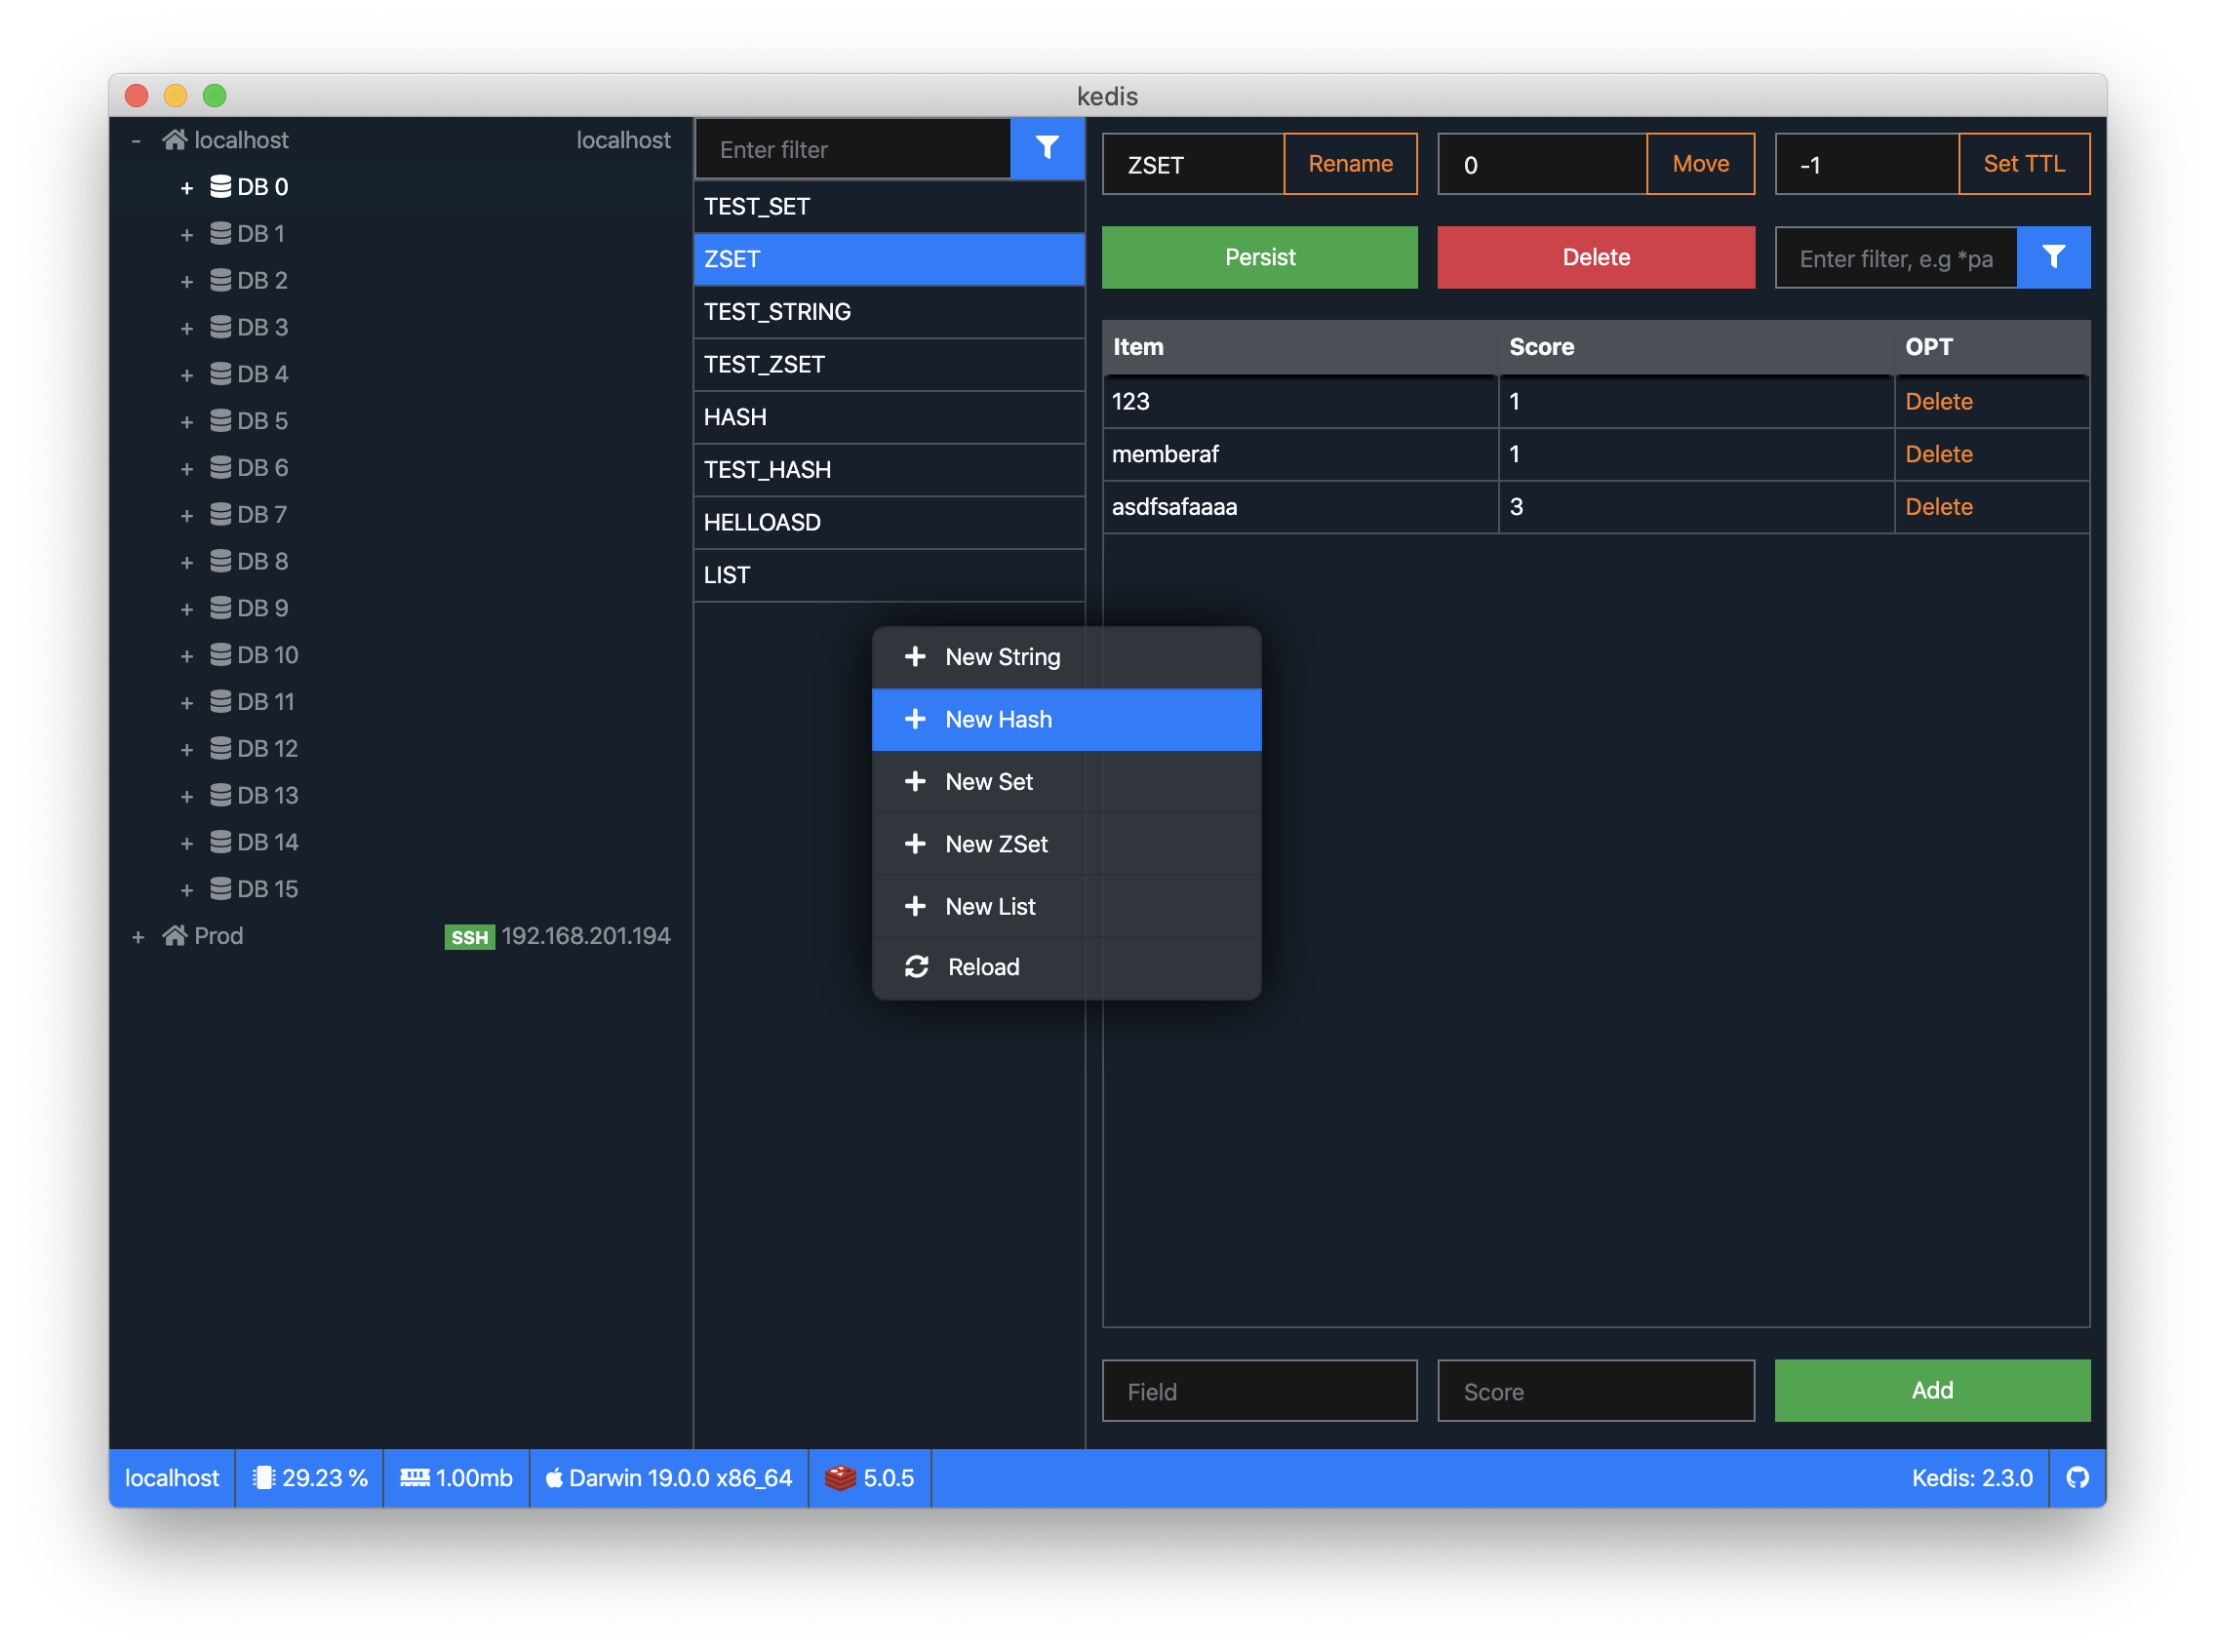 kedis
- localhost localhost
+ DB 0
+ DB 1
+ DB 2
+ DB 3
+ DB 4
+ DB 5
+ DB 6
+ DB 7
+ DB 8
+ DB 9
+ DB 10
+ DB 11
+ DB 12
+ DB 13
+ DB 14
+ DB 15
+ Prod SSH 192.168.201.194
Enter filter
TEST_SET
ZSET
TEST_STRING
TEST_ZSET
HASH
TEST_HASH
HELLOASD
LIST
New String
New Hash
New Set
New ZSet
New List
Reload
ZSET Rename 0 Move -1 Set TTL
Persist Delete Enter filter, e.g *pa
Item Score OPT
123 1 Delete
memberaf 1 Delete
asdfsafaaaa 3 Delete
Field Score Add
localhost 29.23 % 1.00mb Darwin 19.0.0 x86_64 5.0.5 Kedis: 2.3.0